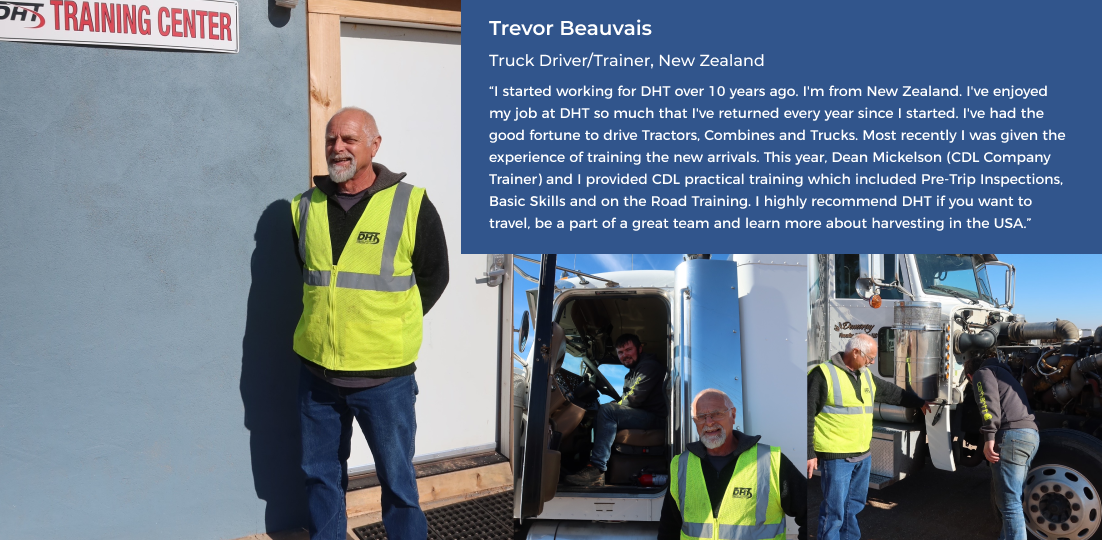 DHT TRAINING CENTER
Trevor Beauvais
Truck Driver/Trainer, New Zealand
“I started working for DHT over 10 years ago. I'm from New Zealand. I've enjoyed
my job at DHT so much that I've returned every year since I started. I've had the
good fortune to drive Tractors, Combines and Trucks. Most recently I was given the
experience of training the new arrivals. This year, Dean Mickelson (CDL Company
Trainer) and I provided CDL practical training which included Pre-Trip Inspections,
Basic Skills and on the Road Training. I highly recommend DHT if you want to
travel, be a part of a great team and learn more about harvesting in the USA.”
DHT
DHT